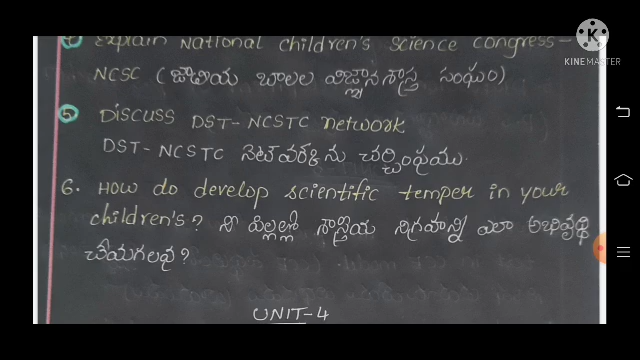 4. Explain National children's Science Congress -
NCSC (జాతీయ బాలల విజ్ఞానశాస్త్ర సంఘం)
5. Discuss DST-NCSTC network
DST-NCSTC నెట్‌వర్క్‌ను చర్చింపుము.
6. How do develop scientific temper in your
children's? నీ పిల్లల్లో శాస్త్రీయ నిగ్రహాన్ని ఎలా అభివృద్ధి
చేయగలవు?
UNIT-4
KINEMASTER